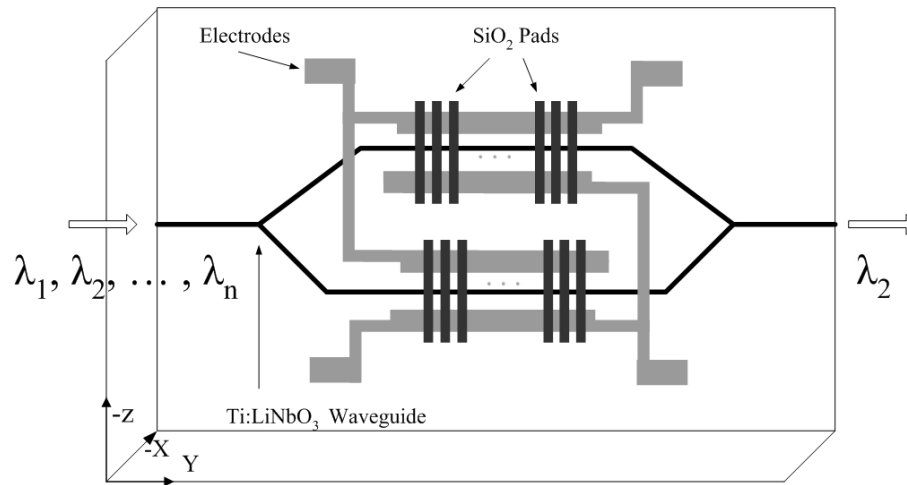 Electrodes
SiO₂ Pads
. . .
λ₁, λ₂, . . . , λₙ
λ₂
. . .
Ti:LiNbO₃ Waveguide
-z
-X
Y